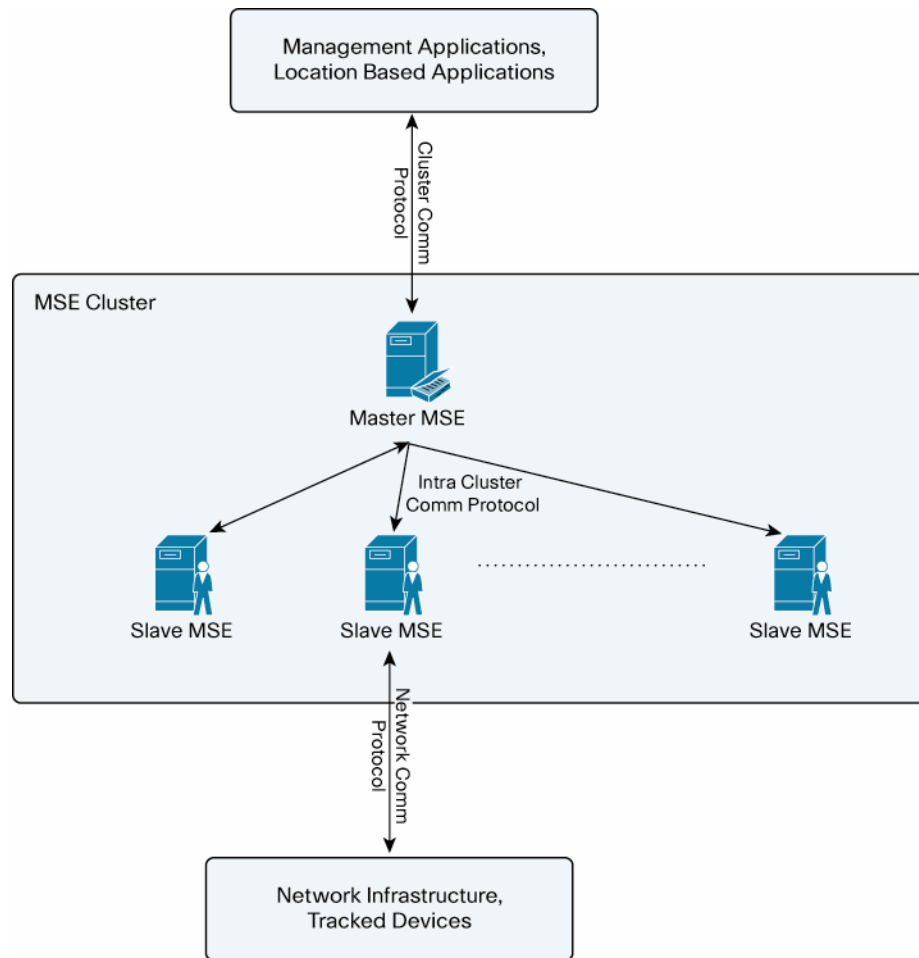 Management Applications,
Location Based Applications
Cluster Comm
Protocol
MSE Cluster
Master MSE
Intra Cluster
Comm Protocol
Slave MSE
Slave MSE
Slave MSE
Network Comm
Protocol
Network Infrastructure,
Tracked Devices